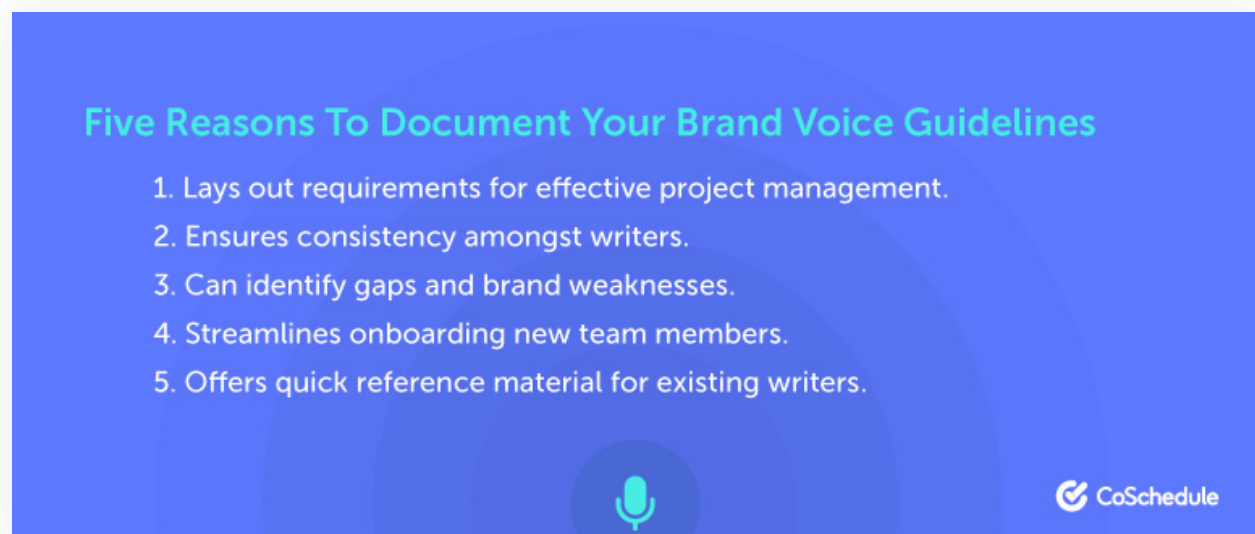 Five Reasons To Document Your Brand Voice Guidelines
1. Lays out requirements for effective project management.
2. Ensures consistency amongst writers.
3. Can identify gaps and brand weaknesses.
4. Streamlines onboarding new team members.
5. Offers quick reference material for existing writers.
CoSchedule